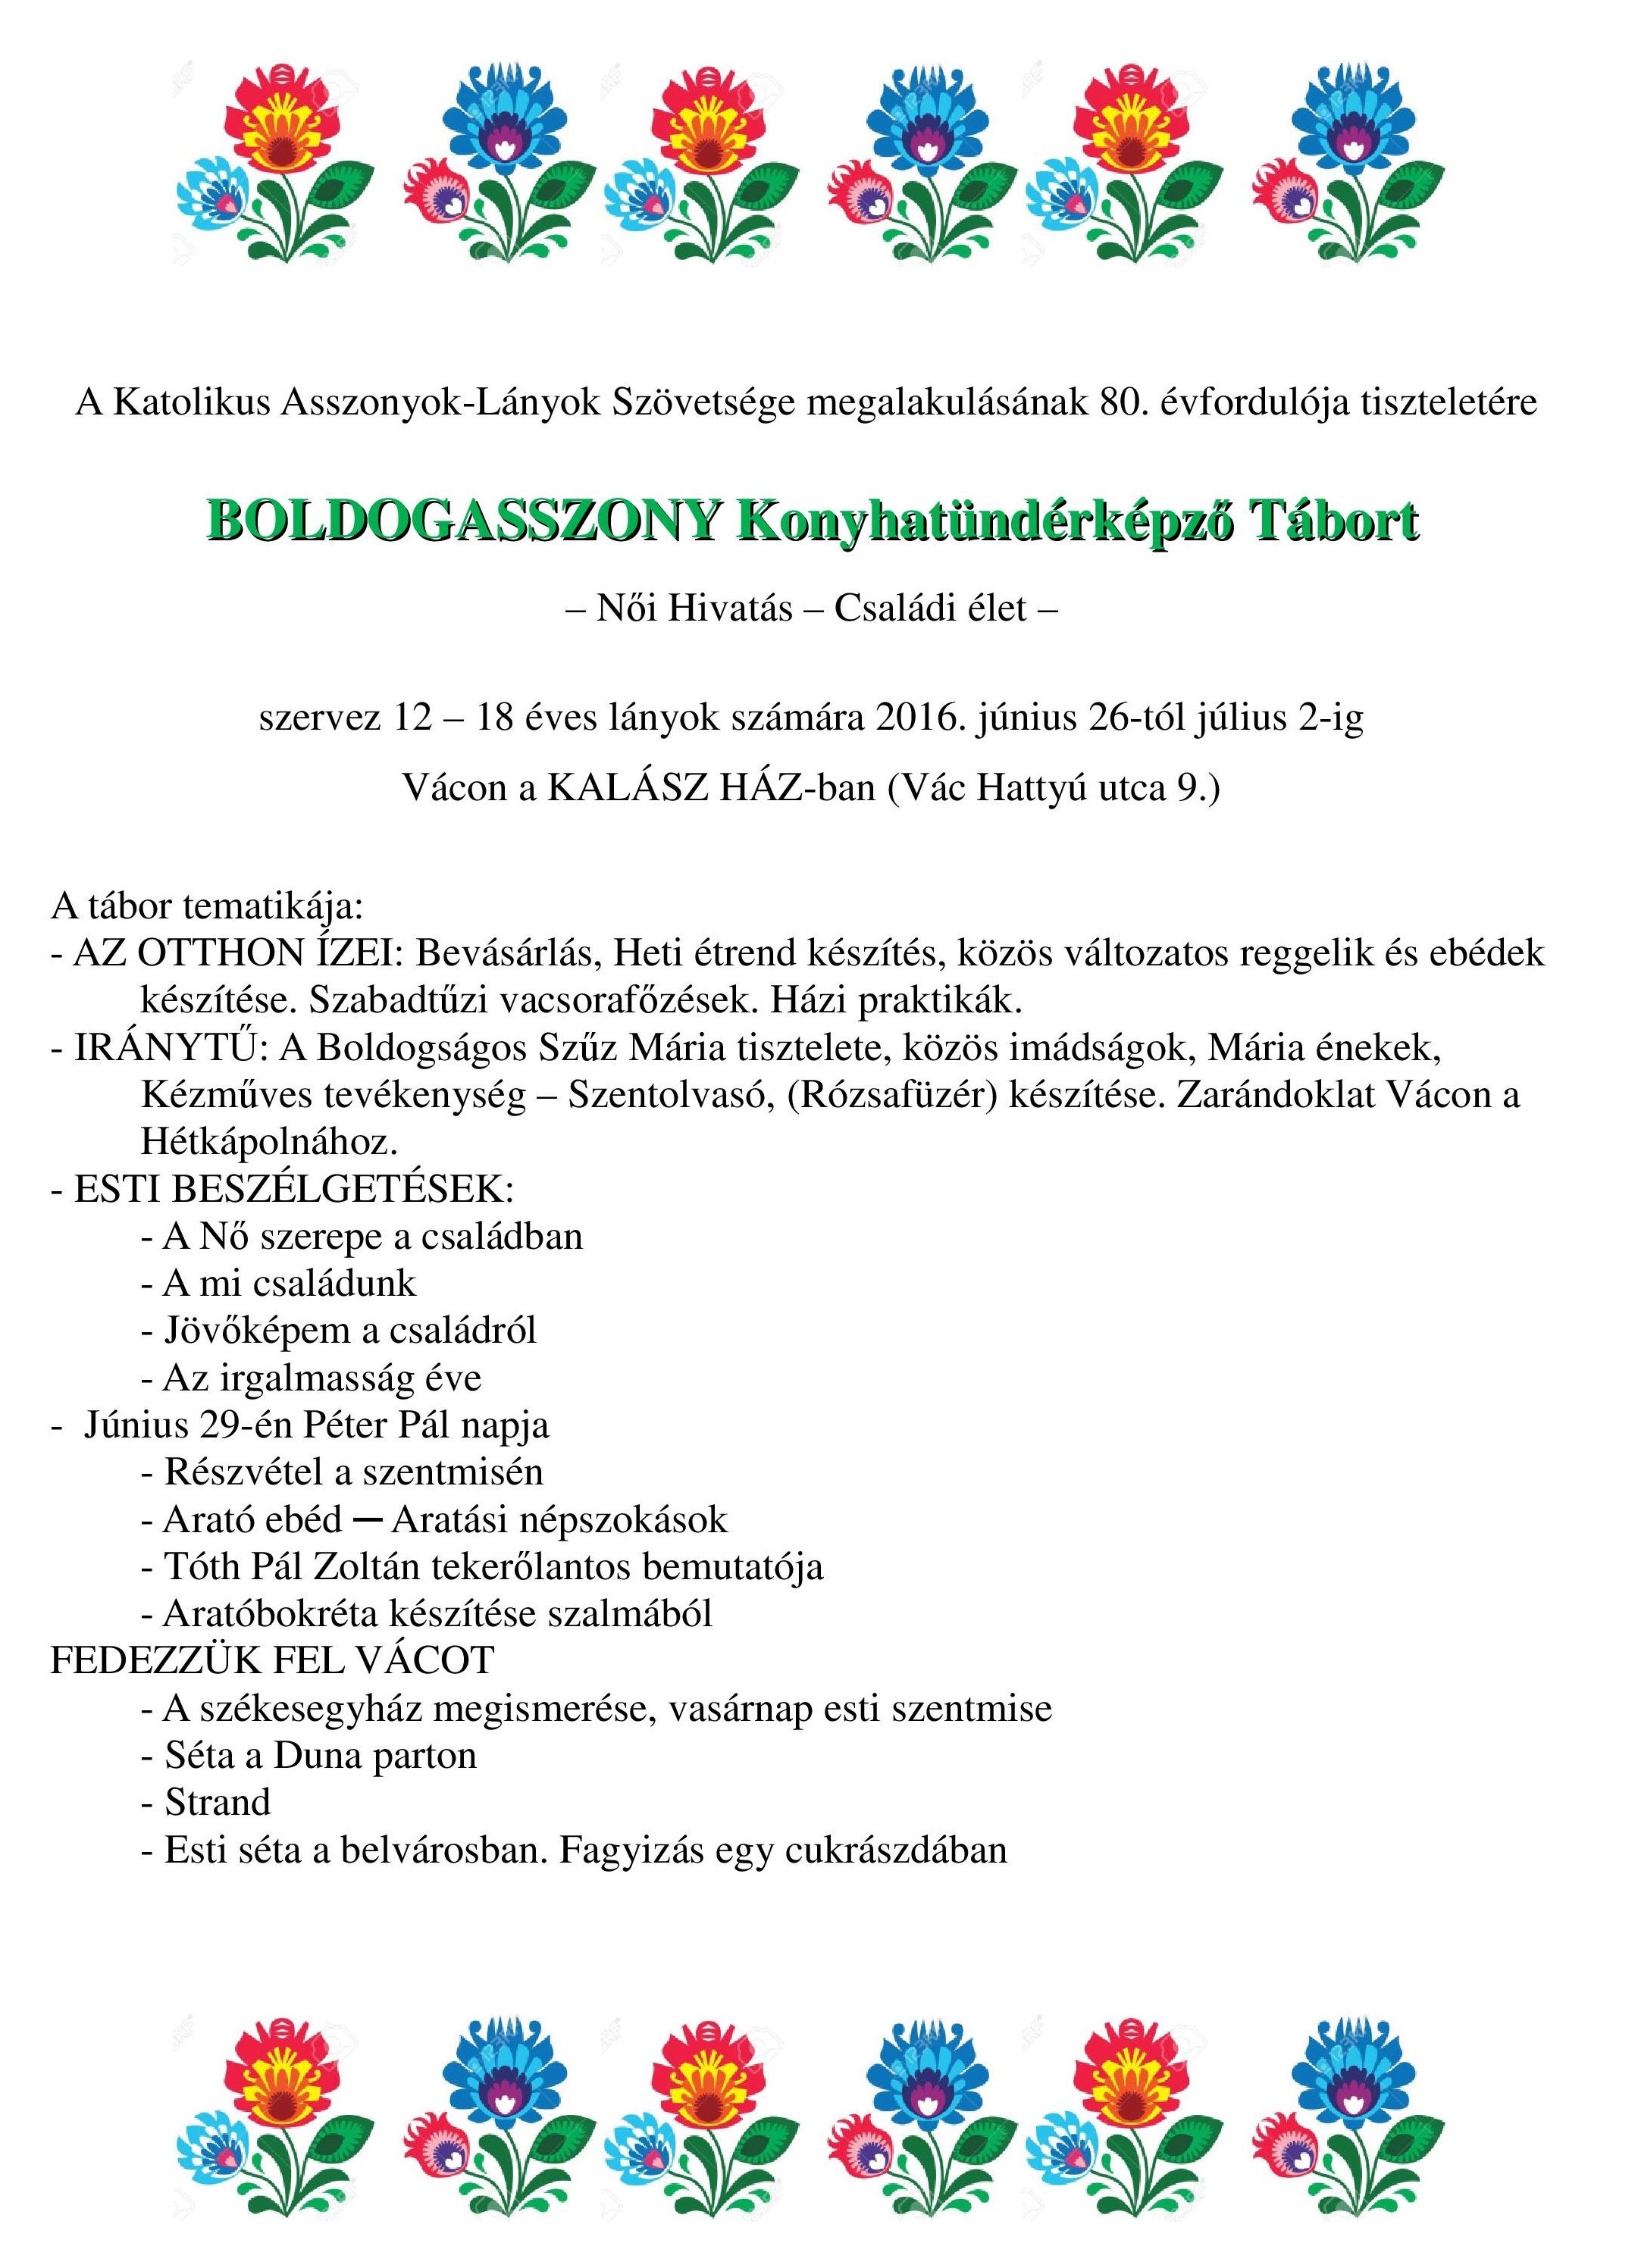 A Katolikus Asszonyok-Lányok Szövetsége megalakulásának 80. évfordulója tiszteletére
BOLDOGASSZONY Konyhatündérképző Tábort
– Női Hivatás – Családi élet –
szervez 12 – 18 éves lányok számára 2016. június 26-tól július 2-ig
Vácon a KALÁSZ HÁZ-ban (Vác Hattyú utca 9.)
A tábor tematikája:
- AZ OTTHON ÍZEI: Bevásárlás, Heti étrend készítés, közös változatos reggelik és ebédek
készítése. Szabadtűzi vacsorafőzések. Házi praktikák.
- IRÁNYTŰ: A Boldogságos Szűz Mária tisztelete, közös imádságok, Mária énekek,
Kézműves tevékenység – Szentolvasó, (Rózsafüzér) készítése. Zarándoklat Vácon a
Hétkápolnához.
- ESTI BESZÉLGETÉSEK:
- A Nő szerepe a családban
- A mi családunk
- Jövőképem a családról
- Az irgalmasság éve
- Június 29-én Péter Pál napja
- Részvétel a szentmisén
- Arató ebéd ─ Aratási népszokások
- Tóth Pál Zoltán tekerőlantos bemutatója
- Aratóbokréta készítése szalmából
FEDEZZÜK FEL VÁCOT
- A székesegyház megismerése, vasárnap esti szentmise
- Séta a Duna parton
- Strand
- Esti séta a belvárosban. Fagyizás egy cukrászdában